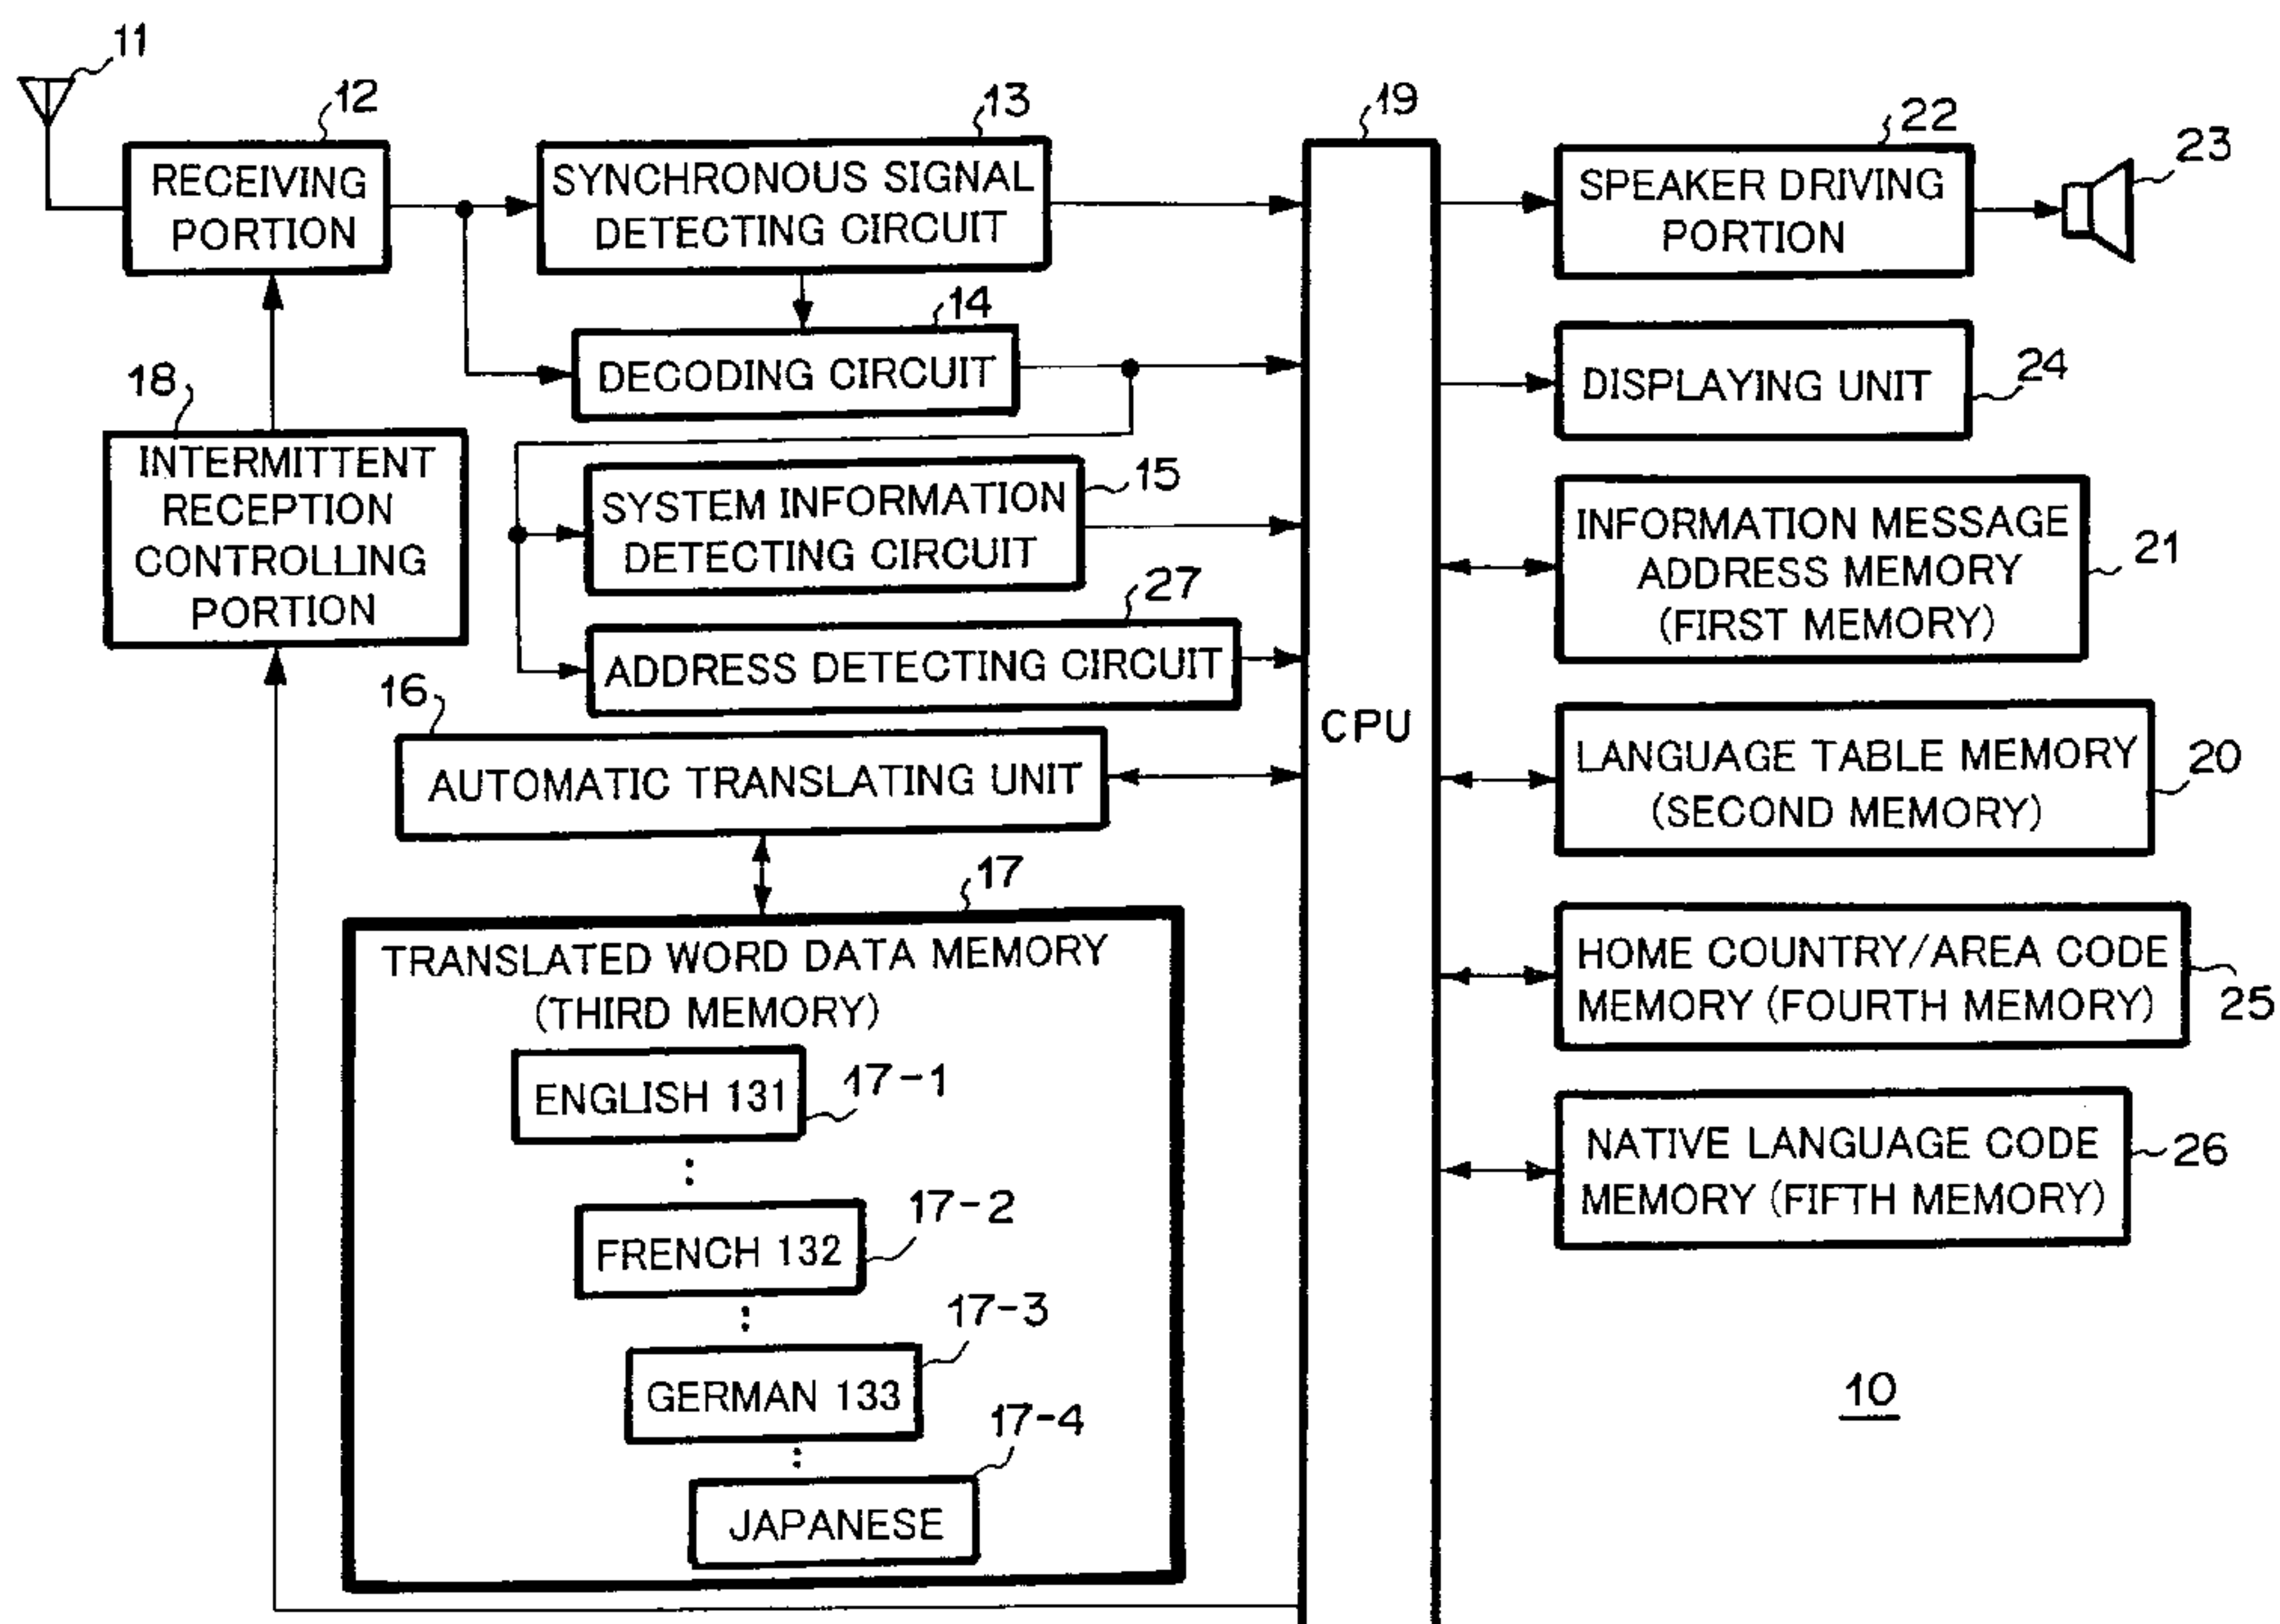 11
12
RECEIVING
PORTION
13
SYNCHRONOUS SIGNAL
DETECTING CIRCUIT
19
CPU
22
SPEAKER DRIVING
PORTION
23
14
DECODING CIRCUIT
24
DISPLAYING UNIT
18
INTERMITTENT
RECEPTION
CONTROLLING
PORTION
15
SYSTEM INFORMATION
DETECTING CIRCUIT
21
INFORMATION MESSAGE
ADDRESS MEMORY
(FIRST MEMORY)
27
ADDRESS DETECTING CIRCUIT
16
AUTOMATIC TRANSLATING UNIT
20
LANGUAGE TABLE MEMORY
(SECOND MEMORY)
17
TRANSLATED WORD DATA MEMORY
(THIRD MEMORY)
25
HOME COUNTRY/AREA CODE
MEMORY (FOURTH MEMORY)
ENGLISH 131
17-1
26
NATIVE LANGUAGE CODE
MEMORY (FIFTH MEMORY)
FRENCH 132
17-2
GERMAN 133
17-3
JAPANESE
17-4
10